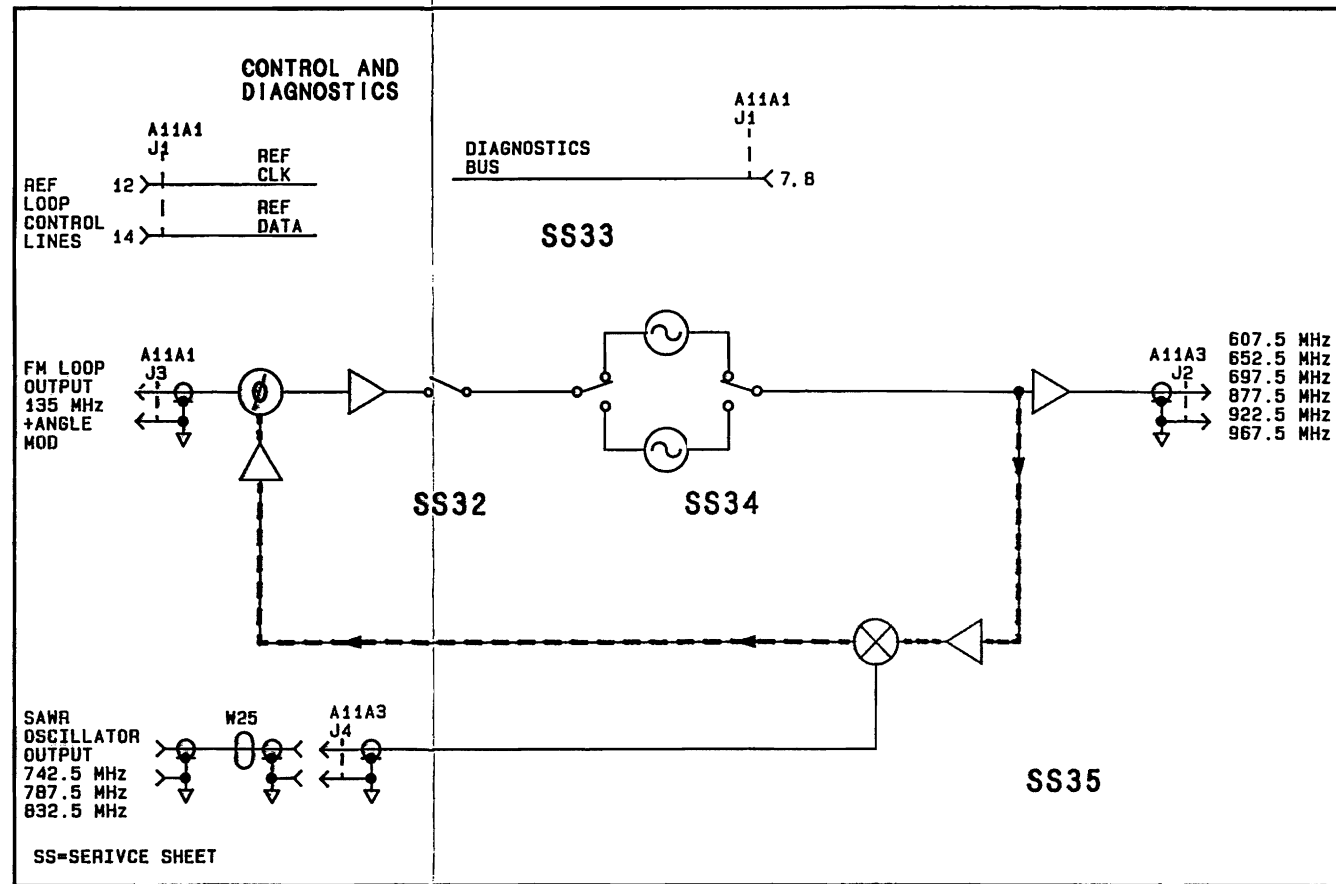 CONTROL AND
DIAGNOSTICS
A11A1
J1
REF
CLK
REF
DATA
REF
LOOP
CONTROL
LINES
12
14
DIAGNOSTICS
BUS
A11A1
J1
7, 8
SS33
FM LOOP
OUTPUT
135 MHz
+ANGLE
MOD
A11A1
J3
SS32
SS34
A11A3
J2
607.5 MHz
652.5 MHz
697.5 MHz
877.5 MHz
922.5 MHz
967.5 MHz
SAWR
OSCILLATOR
OUTPUT
742.5 MHz
787.5 MHz
832.5 MHz
W25
A11A3
J4
SS35
SS=SERIVCE SHEET